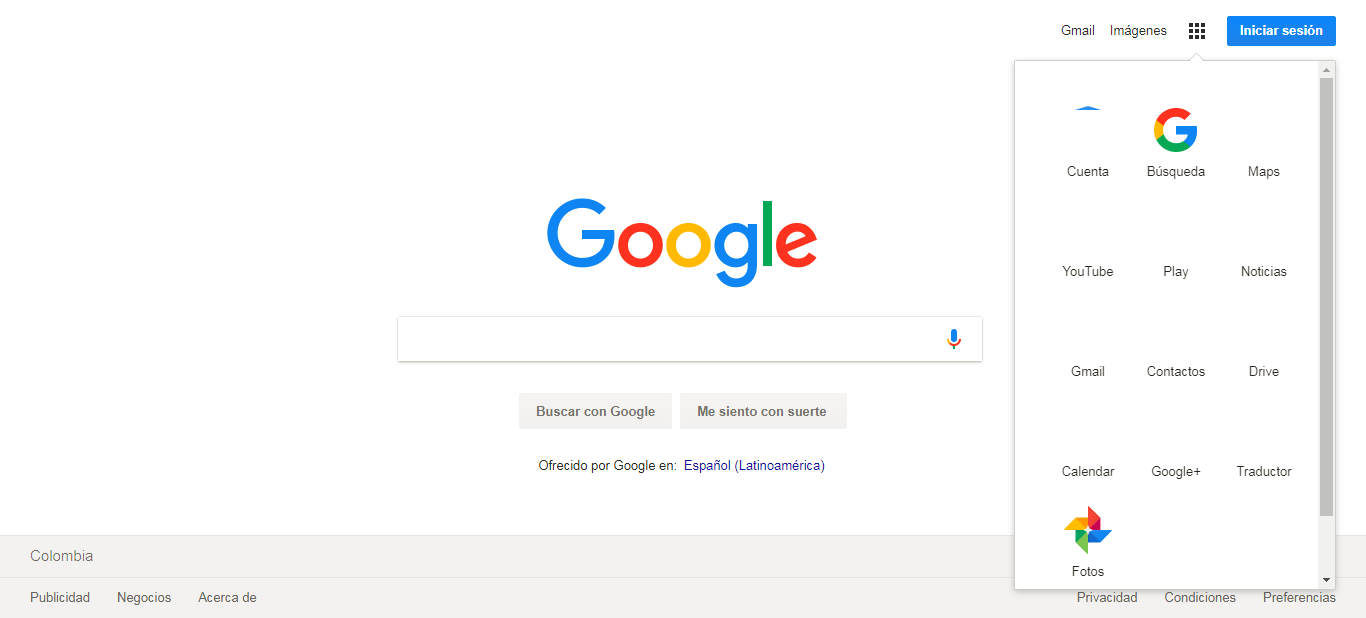 Gmail Imágenes Iniciar sesión
Cuenta Búsqueda Maps
YouTube Play Noticias
Google
Gmail Contactos Drive
Buscar con Google Me siento con suerte
Ofrecido por Google en: Español (Latinoamérica)
Calendar Google+ Traductor
Fotos
Colombia
Publicidad Negocios Acerca de
Privacidad Condiciones Preferencias